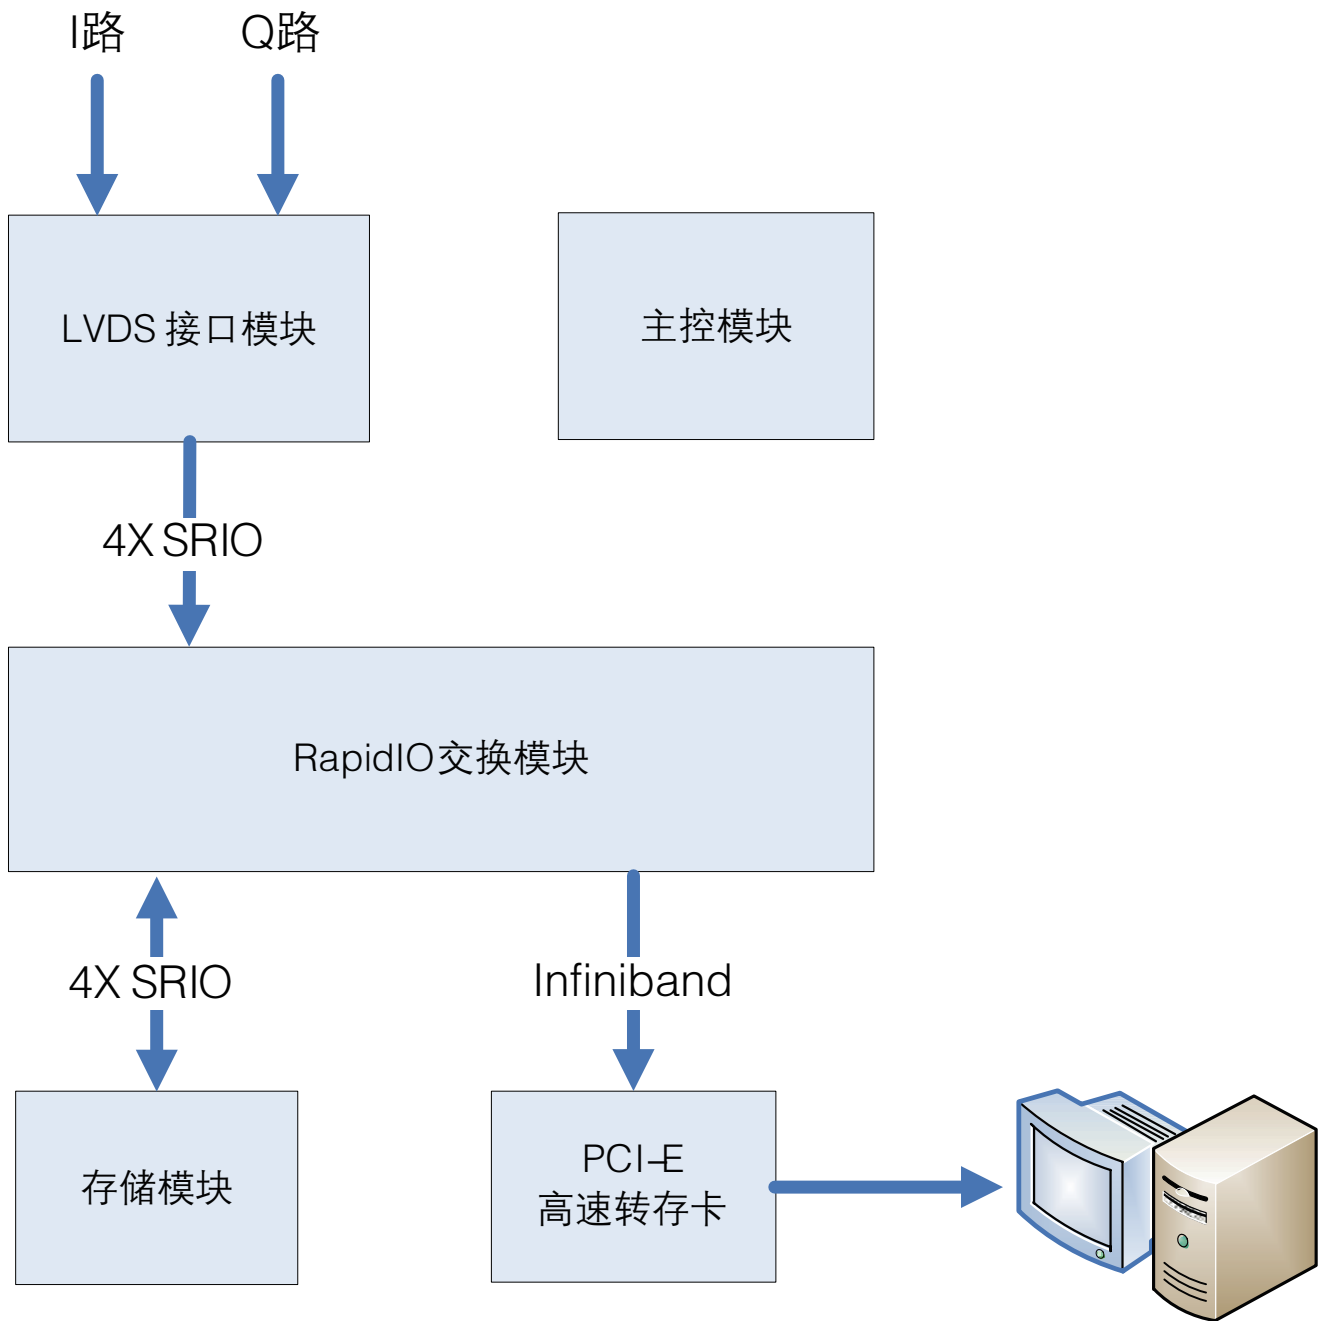 I路
Q路
LVDS 接口模块
主控模块
4X SRIO
RapidIO交换模块
4X SRIO
Infiniband
存储模块
PCI-E
高速转存卡